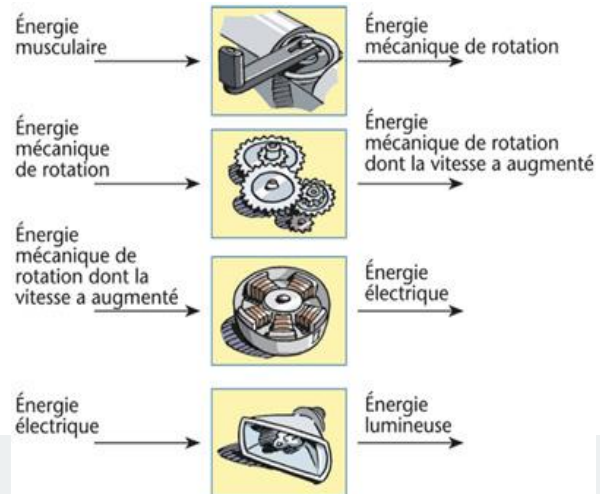 Énergie
musculaire
Énergie
mécanique de rotation
Énergie
mécanique
de rotation
Énergie
mécanique de rotation
dont la vitesse a augmenté
Énergie
mécanique de
rotation dont la
vitesse a augmenté
Énergie
électrique
Énergie
électrique
Énergie
lumineuse